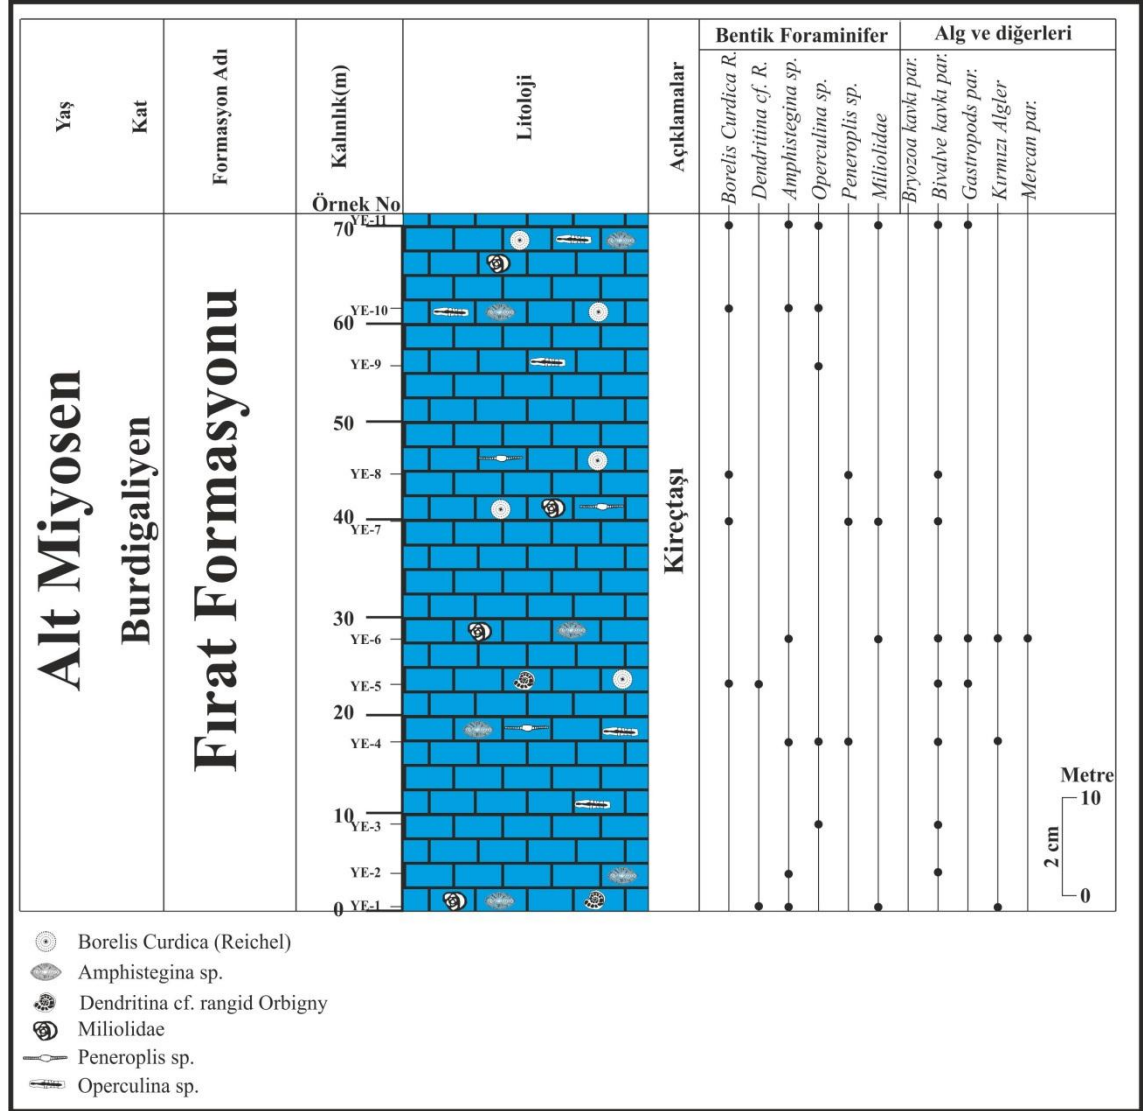 Yaş
Kat
Formasyon Adı
Kalınlık(m)
Örnek No
Litoloji
Açıklamalar
Bentik Foraminifer
Alg ve diğerleri
Borelis Curdica R.
Dendritina cf. R.
Amphistegina sp.
Operculina sp.
Peneroplis sp.
Miliolidae
Bryozoa kavkı par.
Bivalve kavkı par.
Gastropods par.
Kırmızı Algler
Mercan par.
Alt Miyosen
Burdigaliyen
Fırat Formasyonu
YE-11
70
YE-10
60
YE-9
50
YE-8
40
YE-7
30
YE-6
YE-5
20
YE-4
10
YE-3
YE-2
YE-1
0
Kireçtaşı
Metre
10
2 cm
0
Borelis Curdica (Reichel)
Amphistegina sp.
Dendritina cf. rangid Orbigny
Miliolidae
Peneroplis sp.
Operculina sp.